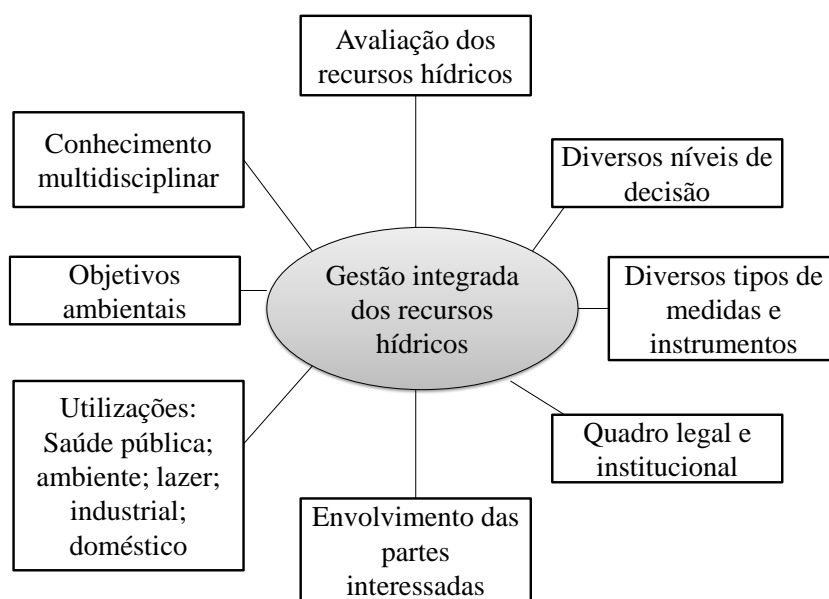 Avaliação dos
recursos hídricos
Conhecimento
multidisciplinar
Diversos níveis de
decisão
Objetivos
ambientais
Gestão integrada
dos recursos
hídricos
Diversos tipos de
medidas e
instrumentos
Utilizações:
Saúde pública;
ambiente; lazer;
industrial;
doméstico
Quadro legal e
institucional
Envolvimento das
partes
interessadas